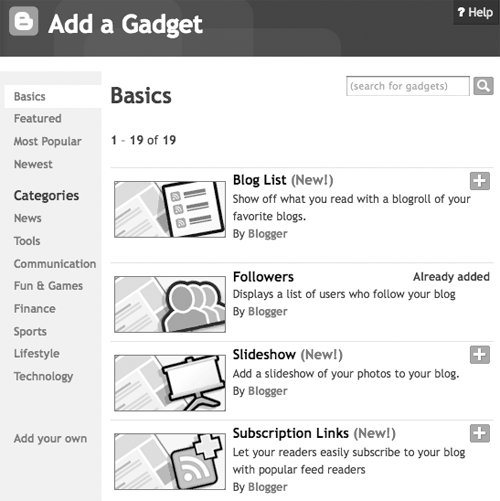 Add a Gadget
? Help
Basics
Featured
Most Popular
Newest
Categories
News
Tools
Communication
Fun & Games
Finance
Sports
Lifestyle
Technology
Add your own
Basics
(search for gadgets)
1 - 19 of 19
Blog List (New!)
Show off what you read with a blogroll of your
favorite blogs.
By Blogger
Followers
Already added
Displays a list of users who follow your blog
By Blogger
Slideshow (New!)
Add a slideshow of your photos to your blog.
By Blogger
Subscription Links (New!)
Let your readers easily subscribe to your blog
with popular feed readers
By Blogger